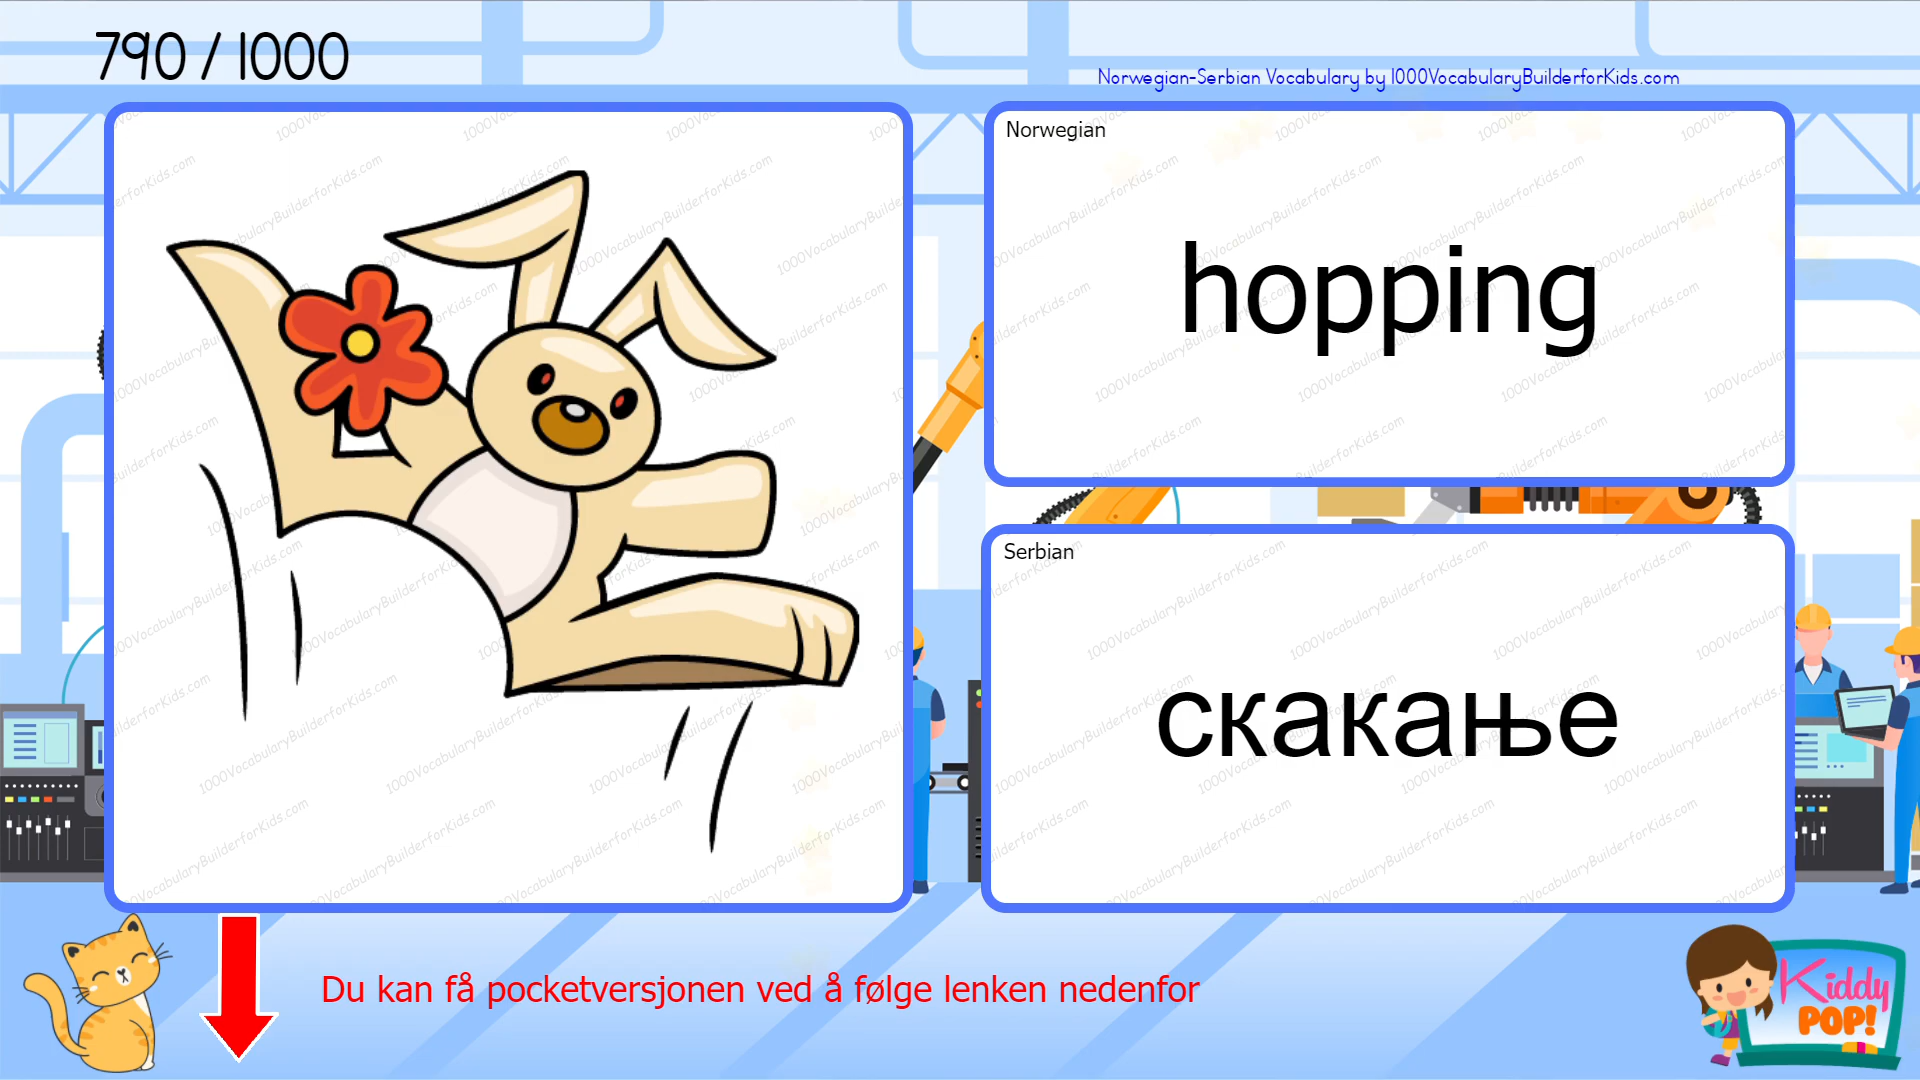 790 / 1000
Norwegian-Serbian Vocabulary by 1000VocabularyBuilderforKids.com
Norwegian
hopping
Serbian
скакање
Du kan få pocketversjonen ved å følge lenken nedenfor
Kiddy
POP!